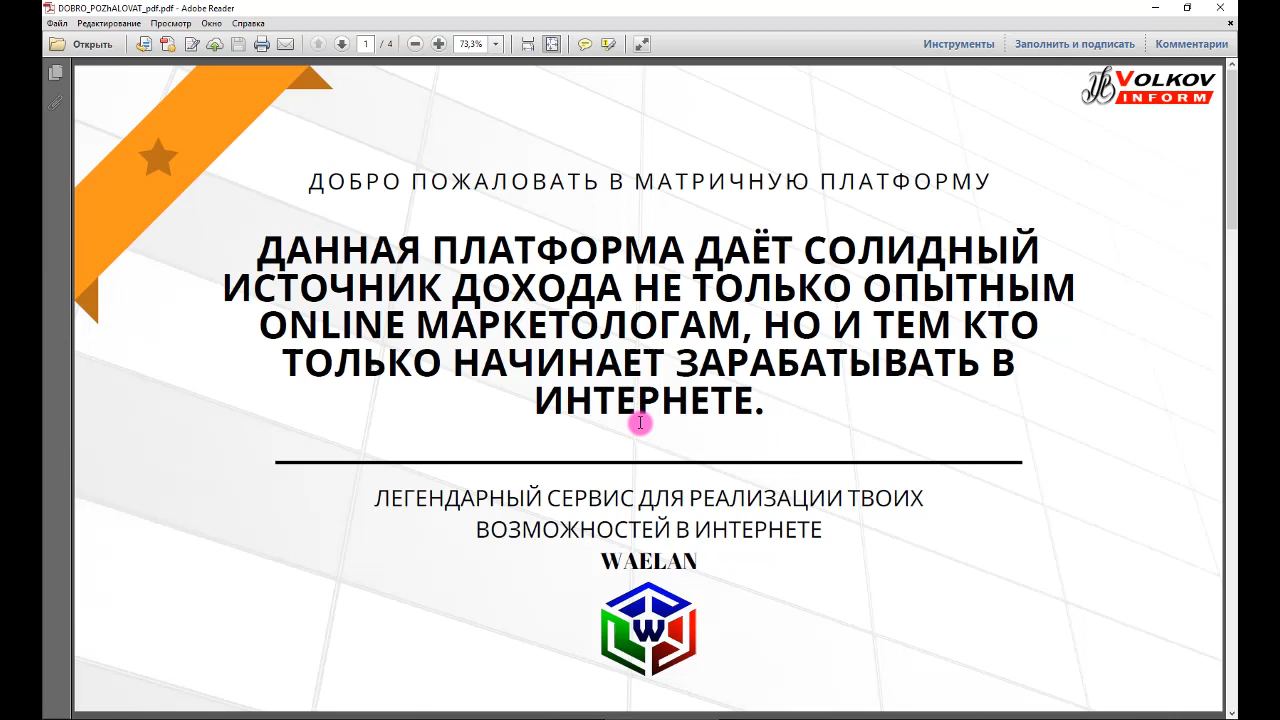 DOBRO_POZhALOVAT_pdf.pdf - Adobe Reader
Файл Редактирование Просмотр Окно Справка
Открыть 1 / 4 73,3% Инструменты Заполнить и подписать Комментарии
VOLKOV
INFORM
ДОБРО ПОЖАЛОВАТЬ В МАТРИЧНУЮ ПЛАТФОРМУ
ДАННАЯ ПЛАТФОРМА ДАЁТ СОЛИДНЫЙ
ИСТОЧНИК ДОХОДА НЕ ТОЛЬКО ОПЫТНЫМ
ONLINE МАРКЕТОЛОГАМ, НО И ТЕМ КТО
ТОЛЬКО НАЧИНАЕТ ЗАРАБАТЫВАТЬ В
ИНТЕРНЕТЕ.
ЛЕГЕНДАРНЫЙ СЕРВИС ДЛЯ РЕАЛИЗАЦИИ ТВОИХ
ВОЗМОЖНОСТЕЙ В ИНТЕРНЕТЕ
WAELAN
W